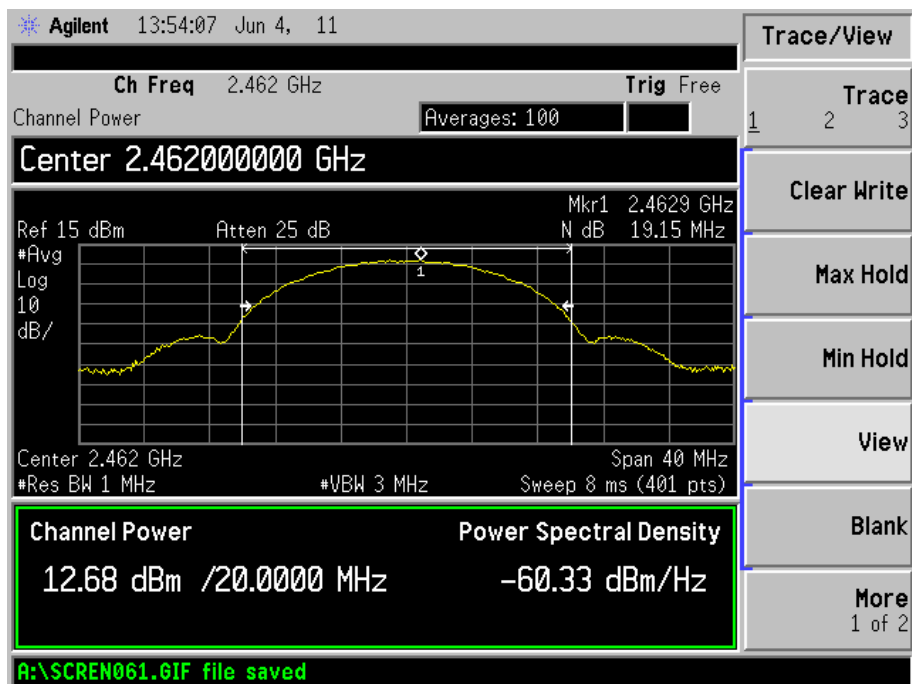 Agilent 13:54:07 Jun 4, 11
Trace/View
Ch Freq 2.462 GHz Trig Free
Channel Power Averages: 100
Trace
1 2 3
Center 2.462000000 GHz
Clear Write
Mkr1 2.4629 GHz
Ref 15 dBm Atten 25 dB N dB 19.15 MHz
#Avg
Log
10
dB/
1
Max Hold
Min Hold
View
Center 2.462 GHz Span 40 MHz
#Res BW 1 MHz #VBW 3 MHz Sweep 8 ms (401 pts)
Channel Power Power Spectral Density
12.68 dBm /20.0000 MHz -60.33 dBm/Hz
Blank
More
1 of 2
A:\SCREN061.GIF file saved